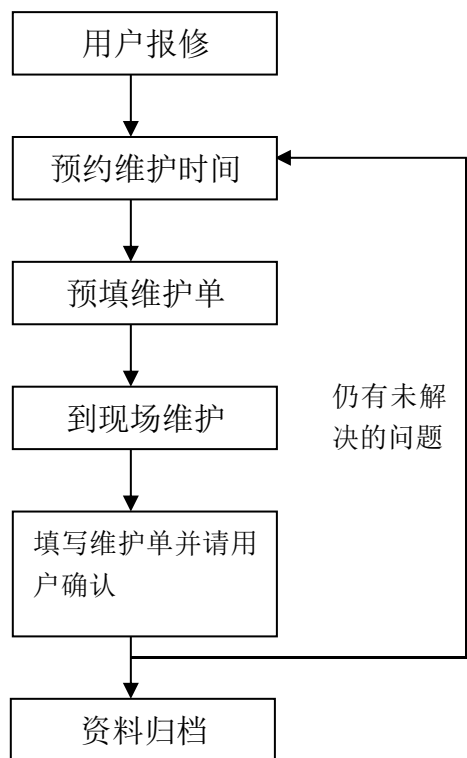 用户报修
预约维护时间
预填维护单
到现场维护
仍有未解
决的问题
填写维护单并请用
户确认
资料归档